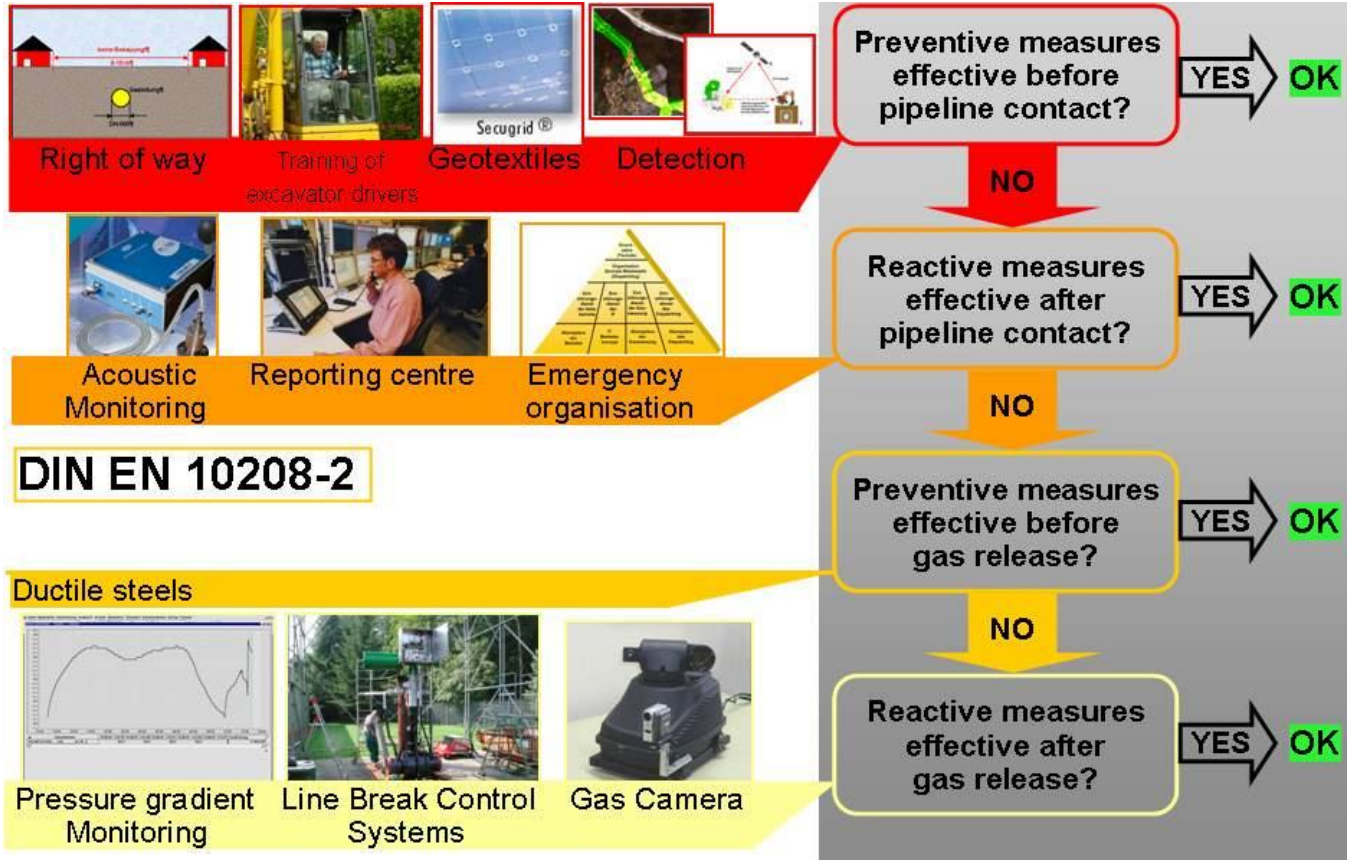 Preventive measures
effective before
pipeline contact?
YES
OK
Secugrid ®
Right of way
Training of
excavator drivers
Geotextiles
Detection
NO
Reactive measures
effective after
pipeline contact?
YES
OK
Acoustic
Monitoring
Reporting centre
Emergency
organisation
NO
DIN EN 10208-2
Preventive measures
effective before
gas release?
YES
OK
Ductile steels
NO
Reactive measures
effective after
gas release?
YES
OK
Pressure gradient
Monitoring
Line Break Control
Systems
Gas Camera